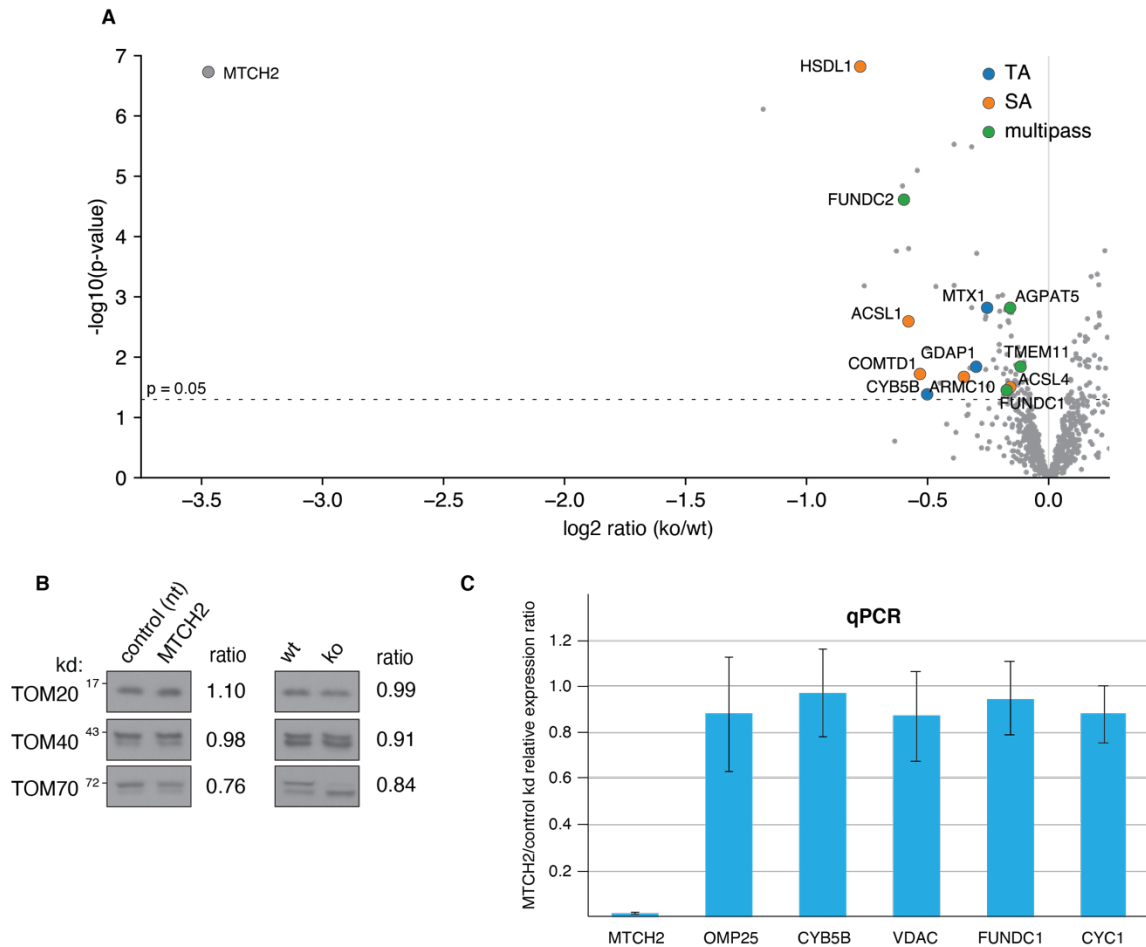 A
7
6
5
4
3
2
1
0
-log10(p-value)
MTCH2
HSDL1
TA
SA
multipass
FUNDC2
MTX1
AGPAT5
ACSL1
GDAP1
TMEM11
COMTD1
ACSL4
CYB5B
ARMC10
FUNDC1
p = 0.05
−3.5 −3.0 −2.5 −2.0 −1.5 −1.0 −0.5 0.0
log2 ratio (ko/wt)
B
kd:
control (nt)
MTCH2
ratio
wt
ko
ratio
TOM20 17 1.10 0.99
TOM40 43 0.98 0.91
TOM70 72 0.76 0.84
C
qPCR
MTCH2/control kd relative expression ratio
1.2
1.0
0.8
0.6
0.4
0.2
MTCH2 OMP25 CYB5B VDAC FUNDC1 CYC1